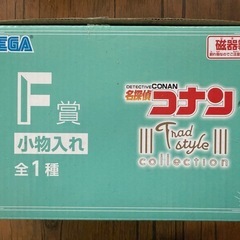 EGA
磁器製
F賞
小物入れ
全1種
DETECTIVE CONAN
名探偵
コナン
Trad
style
collection